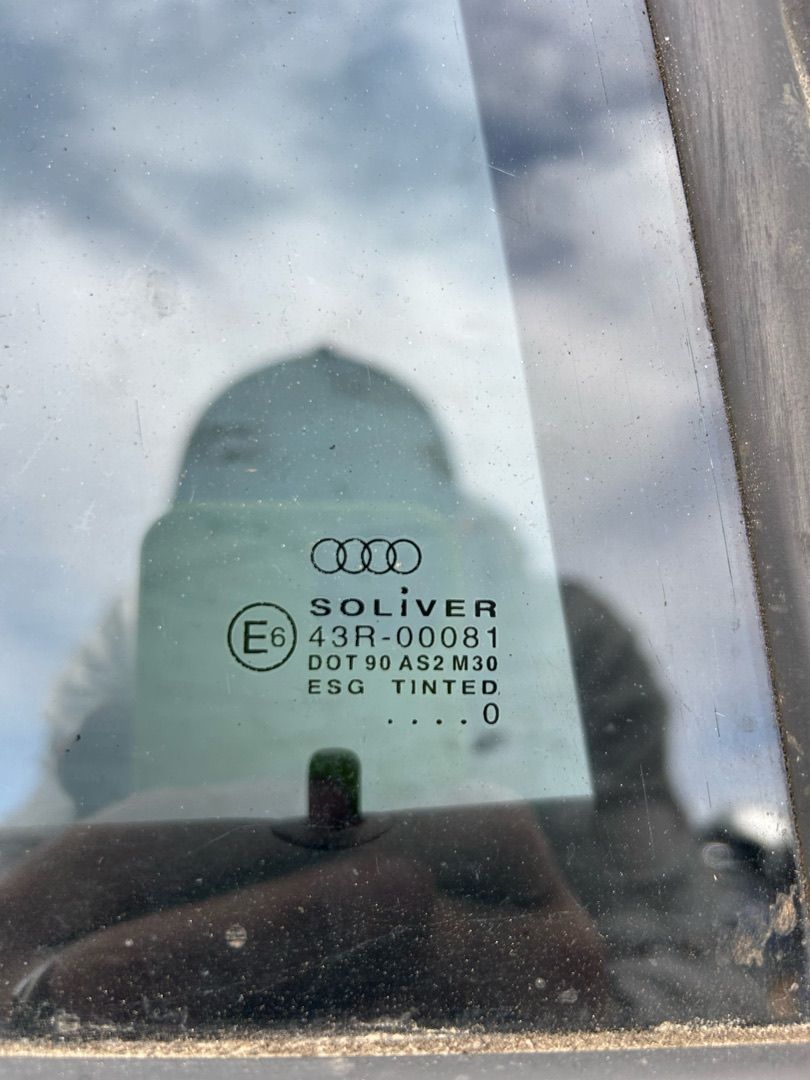 SOLiVER
E6 43R-00081
DOT 90 AS2 M30
ESG TINTED
. . . . 0